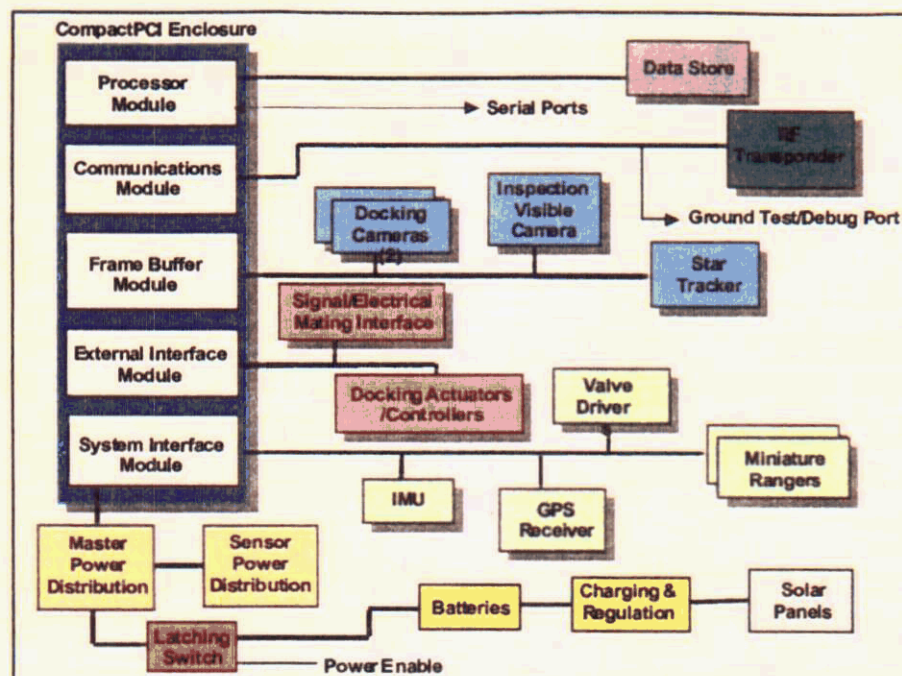 CompactPCI Enclosure
Processor
Module
Data Store
Serial Ports
Communications
Module
RF
Transponder
Ground Test/Debug Port
Docking
Cameras
(2)
Inspection
Visible
Camera
Frame Buffer
Module
Star
Tracker
Signal/Electrical
Mating Interface
External Interface
Module
Docking Actuators
/Controllers
Valve
Driver
System Interface
Module
Miniature
Rangers
IMU
GPS
Receiver
Master
Power
Distribution
Sensor
Power
Distribution
Batteries
Charging &
Regulation
Solar
Panels
Latching
Switch
Power Enable